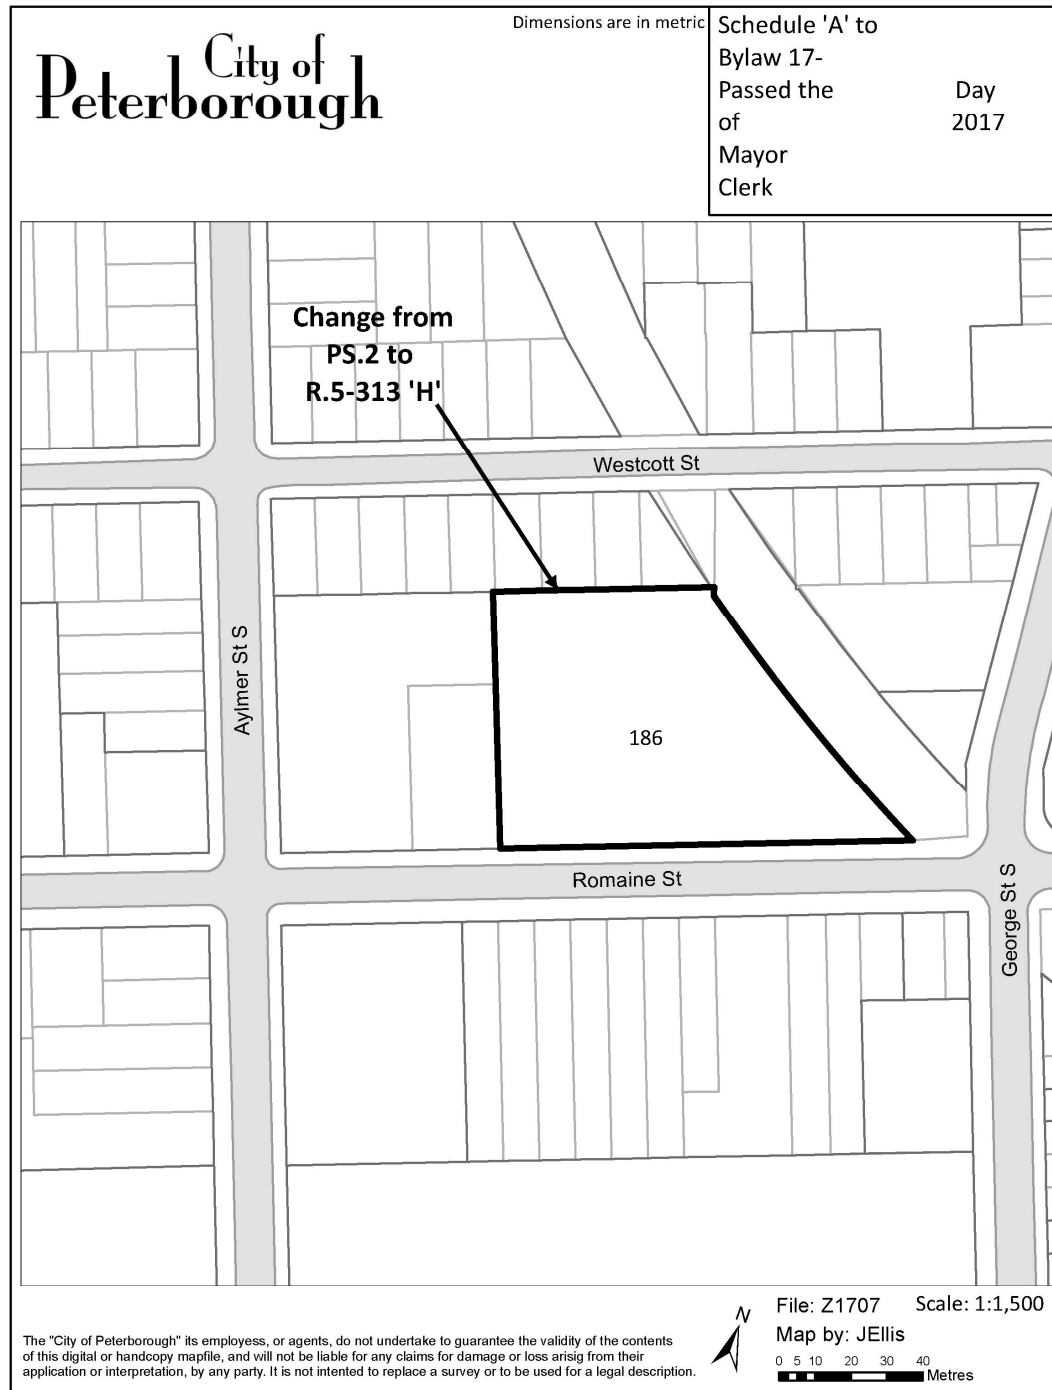 City of
Peterborough
Dimensions are in metric
Schedule 'A' to
Bylaw 17-
Passed the Day
of 2017
Mayor
Clerk
Change from
PS.2 to
R.5-313 'H'
Westcott St
Aylmer St S
186
Romaine St
George St S
The "City of Peterborough" its employess, or agents, do not undertake to guarantee the validity of the contents
of this digital or handcopy mapfile, and will not be liable for any claims for damage or loss arisig from their
application or interpretation, by any party. It is not intended to replace a survey or to be used for a legal description.
N
File: Z1707 Scale: 1:1,500
Map by: JEllis
0 5 10 20 30 40
Metres